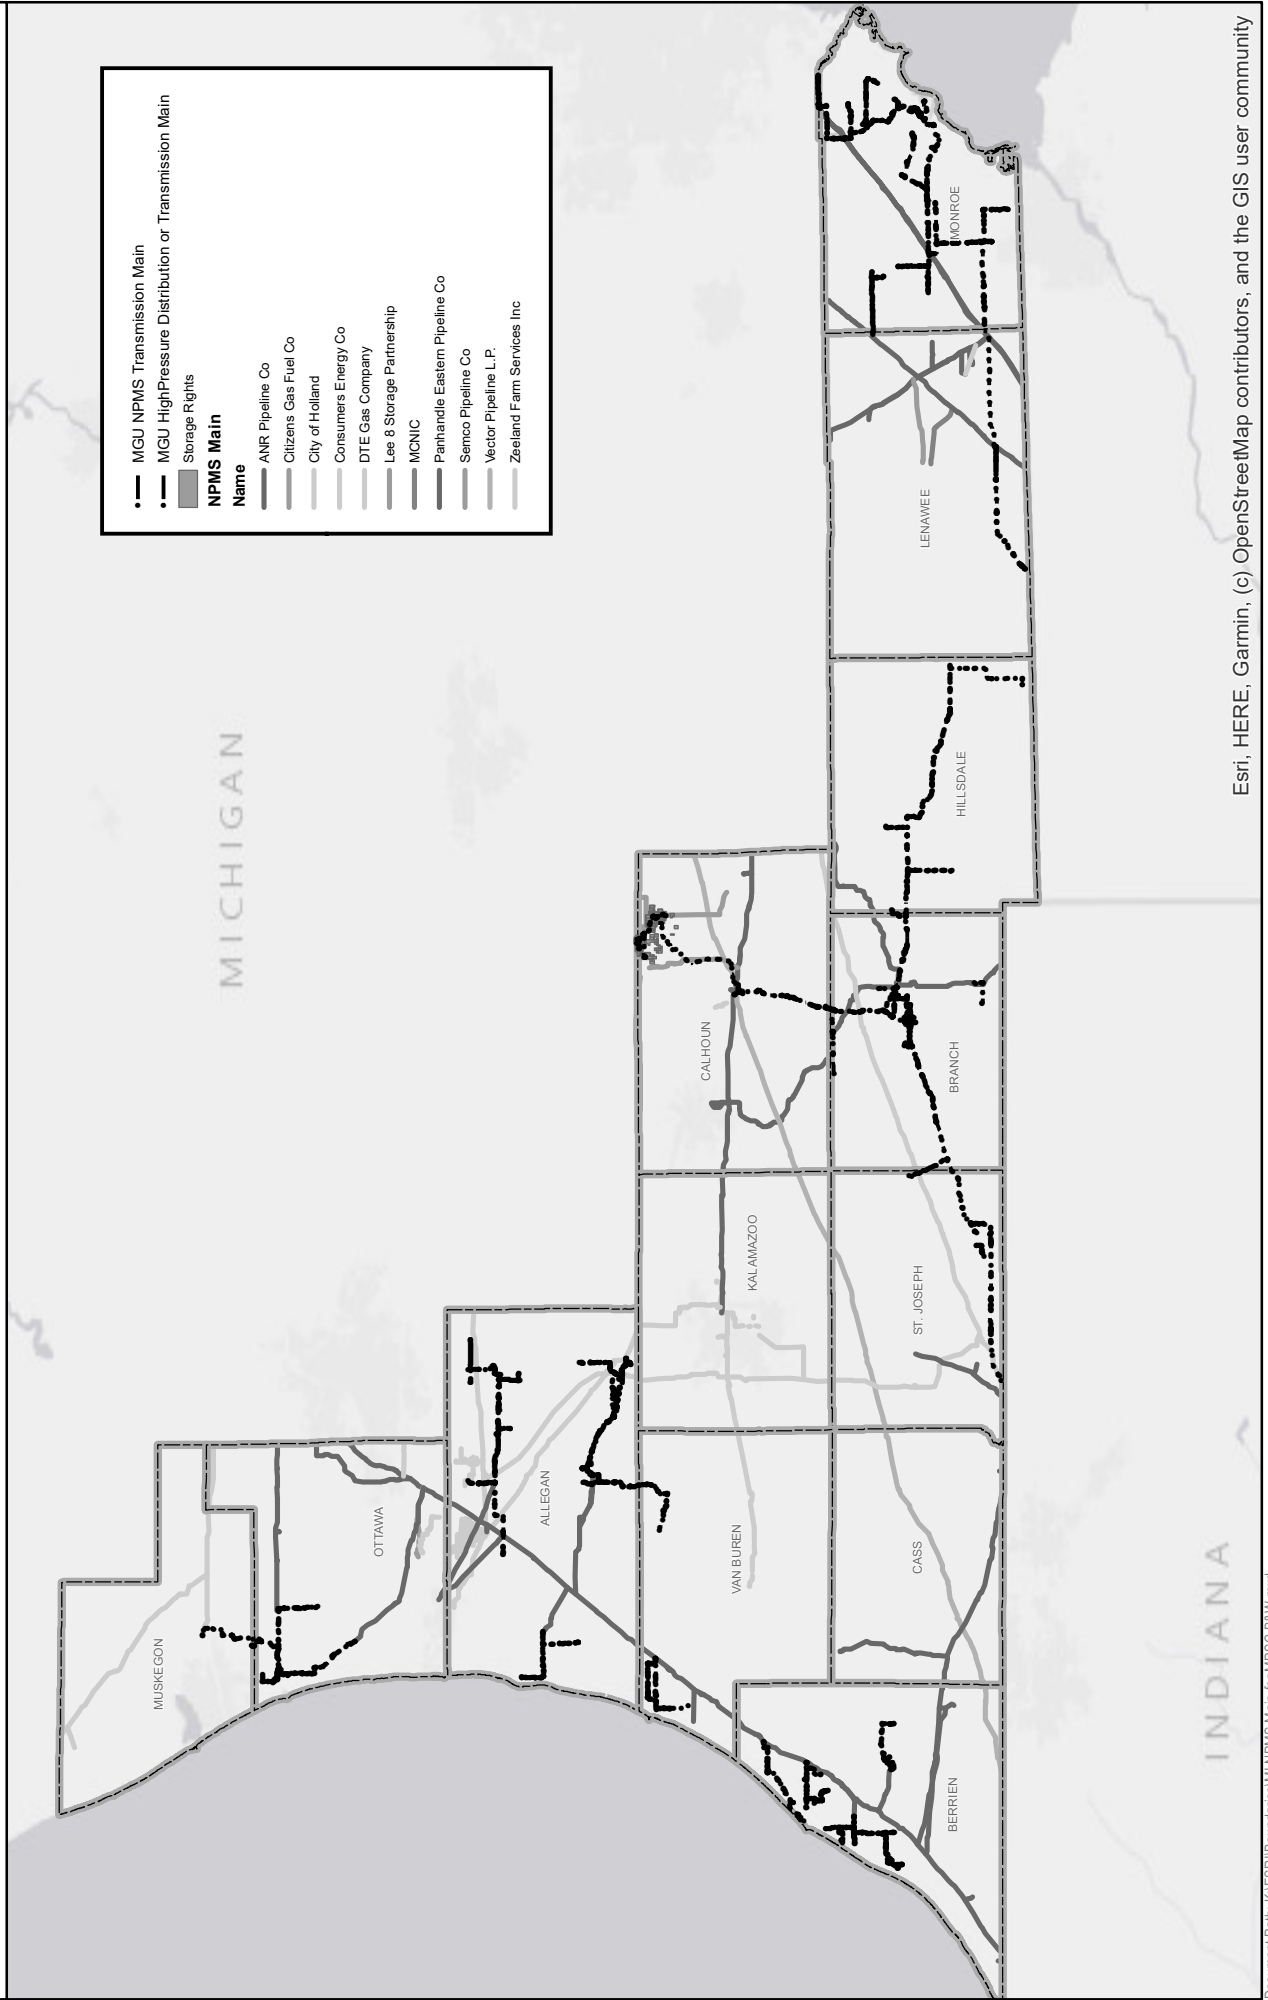 MICHIGAN
INDIANA
MGU NPMS Transmission Main
MGU HighPressure Distribution or Transmission Main
Storage Rights
NPMS Main
Name
ANR Pipeline Co
Citizens Gas Fuel Co
City of Holland
Consumers Energy Co
DTE Gas Company
Lee 8 Storage Partnership
MCNIC
Panhandle Eastern Pipeline Co
Semco Pipeline Co
Vector Pipeline L.P.
Zeeland Farm Services Inc
MUSKEGON
OTTAWA
ALLEGAN
VAN BUREN
KALAMAZOO
CALHOUN
BERRIEN
CASS
ST. JOSEPH
BRANCH
HILLSDALE
LENAWEE
MONROE
Esri, HERE, Garmin, (c) OpenStreetMap contributors, and the GIS user community